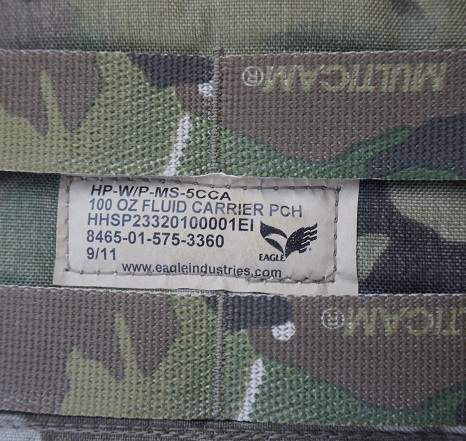 MULTICAM®
HP-W/P-MS-5CCA
100 OZ FLUID CARRIER PCH
HHSP23320100001EI
8465-01-575-3360
9/11
EAGLE
www.eagleindustries.com
MULTICAM®